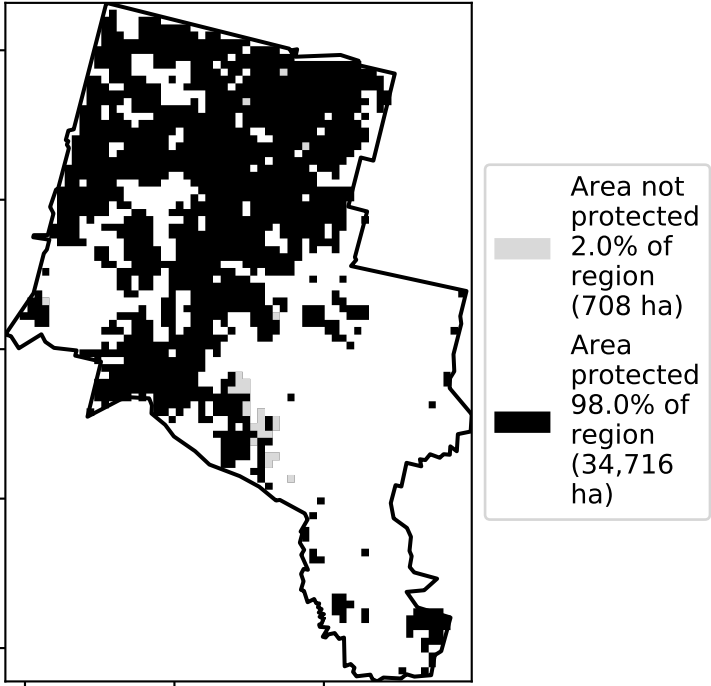 Area not
protected
2.0% of
region
(708 ha)
Area
protected
98.0% of
region
(34,716
ha)